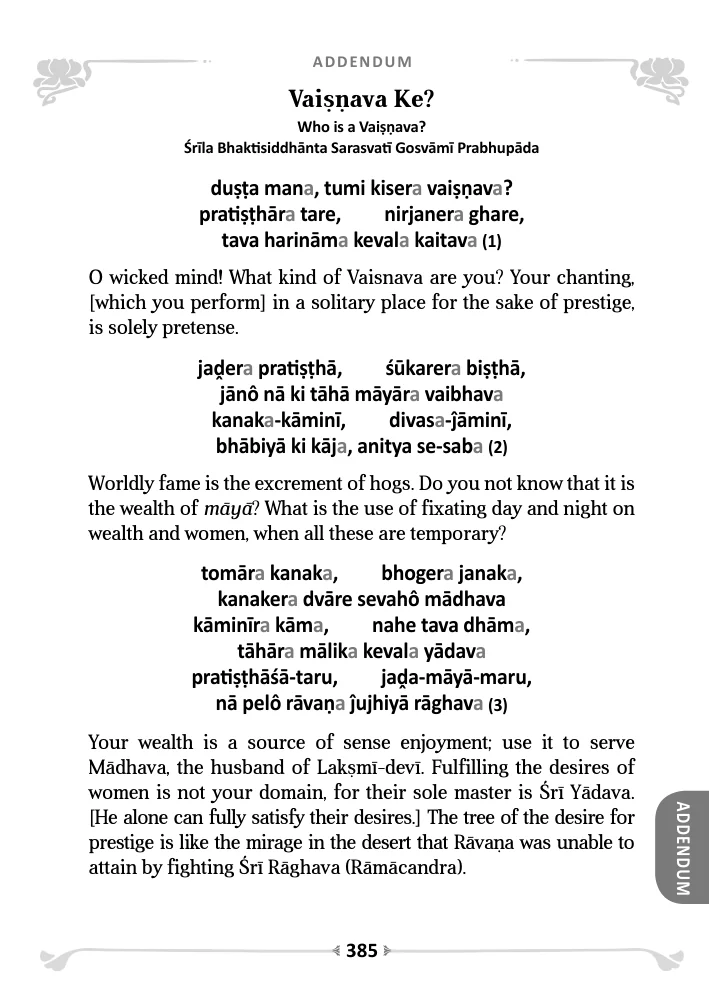 ADDENDUM
Vaiṣṇava Ke?
Who is a Vaiṣṇava?
Śrīla Bhaktisiddhānta Sarasvatī Gosvāmī Prabhupāda
duṣṭa mana, tumi kisera vaiṣṇava?
pratiṣṭhāra tare, nirjanera ghare,
tava harināma kevala kaitava (1)
O wicked mind! What kind of Vaisnava are you? Your chanting,
[which you perform] in a solitary place for the sake of prestige,
is solely pretense.
jaḓera pratiṣṭhā, śūkarera biṣṭhā,
jānô nā ki tāhā māyāra vaibhava
kanaka-kāminī, divasa-ĵāminī,
bhābiyā ki kāja, anitya se-saba (2)
Worldly fame is the excrement of hogs. Do you not know that it is
the wealth of māyā? What is the use of fixating day and night on
wealth and women, when all these are temporary?
tomāra kanaka, bhogera janaka,
kanakera dvāre sevahô mādhava
kāminīra kāma, nahe tava dhāma,
tāhāra mālika kevala yādava
pratiṣṭhāśā-taru, jaḓa-māyā-maru,
nā pelô rāvaṇa ĵujhiyā rāghava (3)
Your wealth is a source of sense enjoyment; use it to serve
Mādhava, the husband of Lakṣmī-devī. Fulfilling the desires of
women is not your domain, for their sole master is Śrī Yādava.
[He alone can fully satisfy their desires.] The tree of the desire for
prestige is like the mirage in the desert that Rāvaṇa was unable to
attain by fighting Śrī Rāghava (Rāmācandra).
ADDENDUM
385